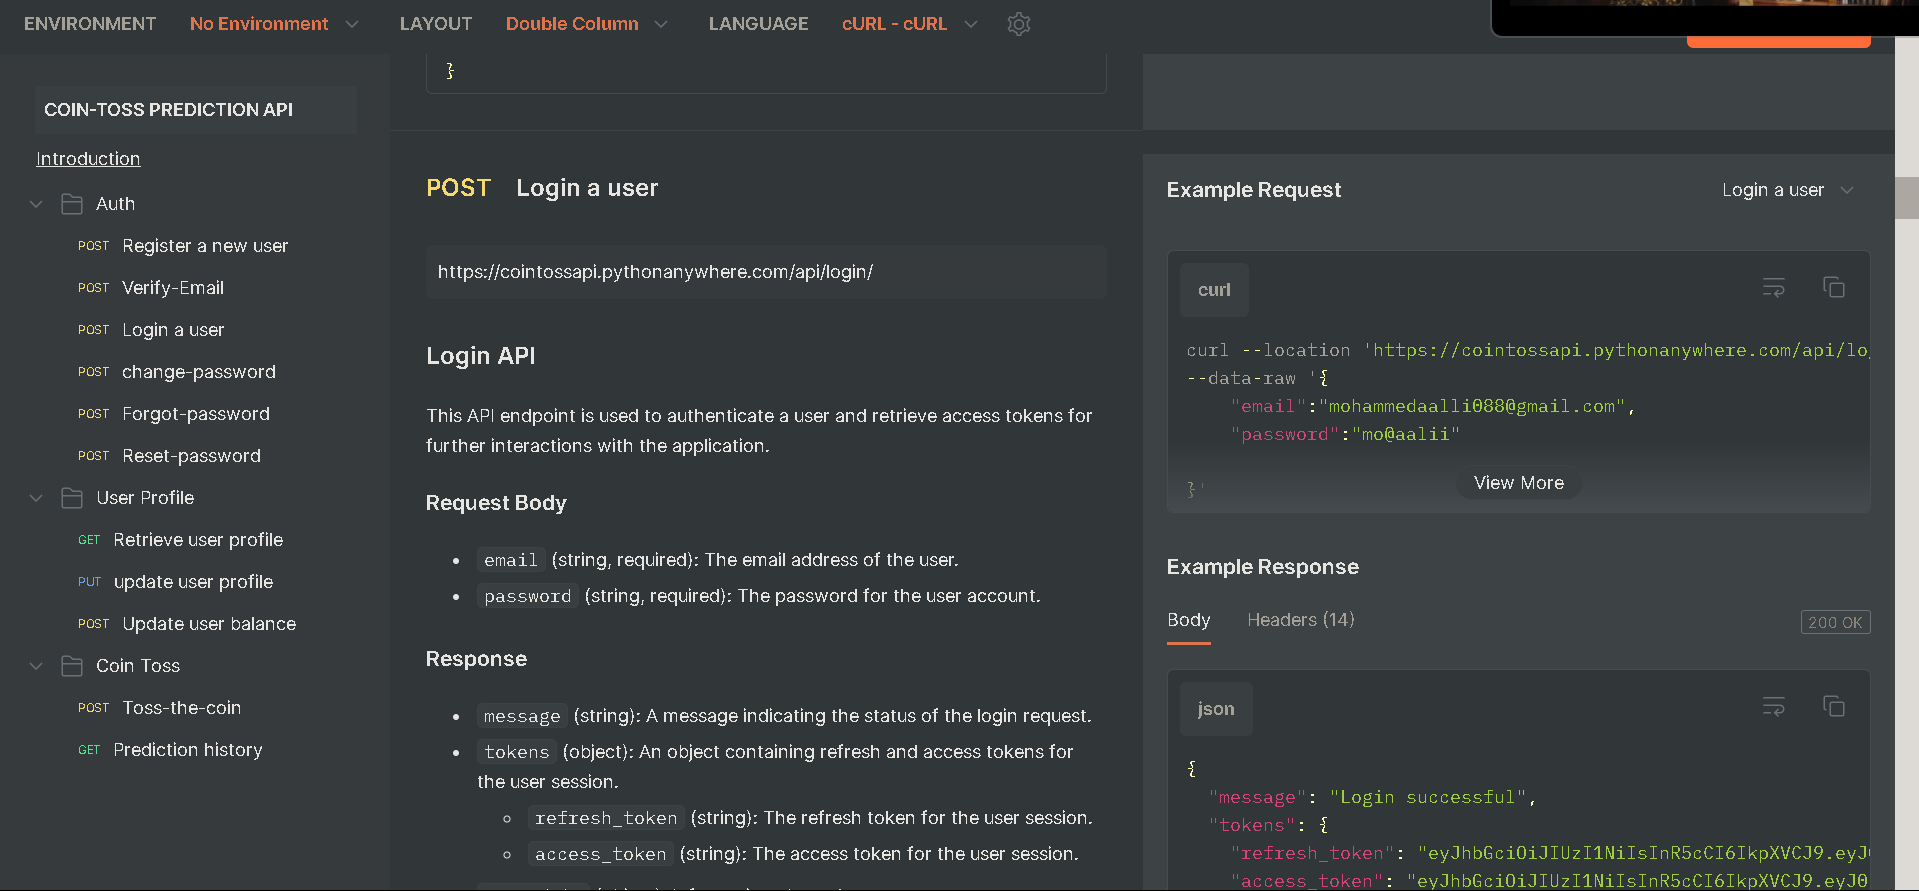 ENVIRONMENT No Environment LAYOUT Double Column LANGUAGE cURL - cURL
COIN-TOSS PREDICTION API
Introduction
Auth
POST Register a new user
POST Verify-Email
POST Login a user
POST change-password
POST Forgot-password
POST Reset-password
User Profile
GET Retrieve user profile
PUT update user profile
POST Update user balance
Coin Toss
POST Toss-the-coin
GET Prediction history
}
POST Login a user
https://cointossapi.pythonanywhere.com/api/login/
Login API
This API endpoint is used to authenticate a user and retrieve access tokens for
further interactions with the application.
Request Body
• email (string, required): The email address of the user.
• password (string, required): The password for the user account.
Response
• message (string): A message indicating the status of the login request.
• tokens (object): An object containing refresh and access tokens for
the user session.
○ refresh_token (string): The refresh token for the user session.
○ access_token (string): The access token for the user session.
Example Request
Login a user
curl
curl --location 'https://cointossapi.pythonanywhere.com/api/lo
--data-raw '{
"email":"mohammedaalli088@gmail.com",
"password":"mo@aalii"
View More
}'
Example Response
Body Headers (14) 200 OK
json
{
"message": "Login successful",
"tokens": {
"refresh_token": "eyJhbGciOiJIUzI1NiIsInR5cCI6IkpXVCJ9.eyJ
"access_token": "eyJhbGciOiJIUzI1NiIsInR5cCI6IkpXVCJ9.eyJ0